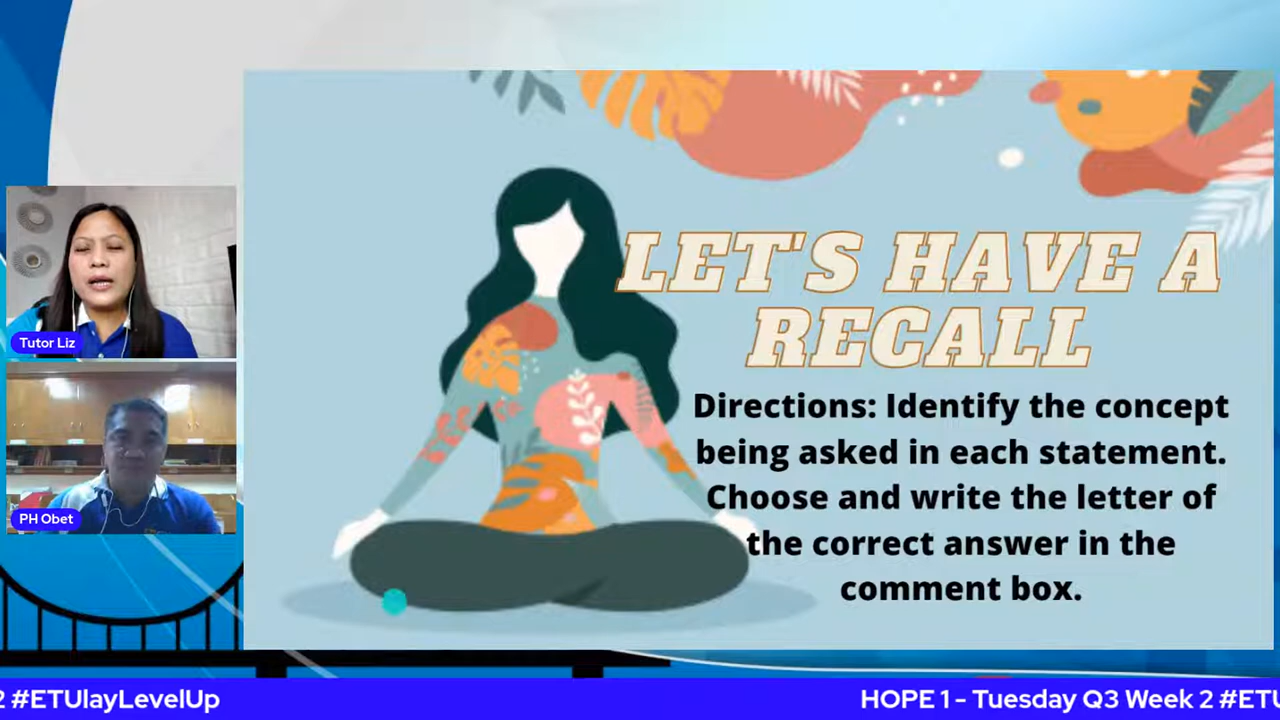 LET'S HAVE A
RECALL
Directions: Identify the concept
being asked in each statement.
Choose and write the letter of
the correct answer in the
comment box.
Tutor Liz
PH Obet
2 #ETUlayLevelUp
HOPE 1 - Tuesday Q3 Week 2 #ETU